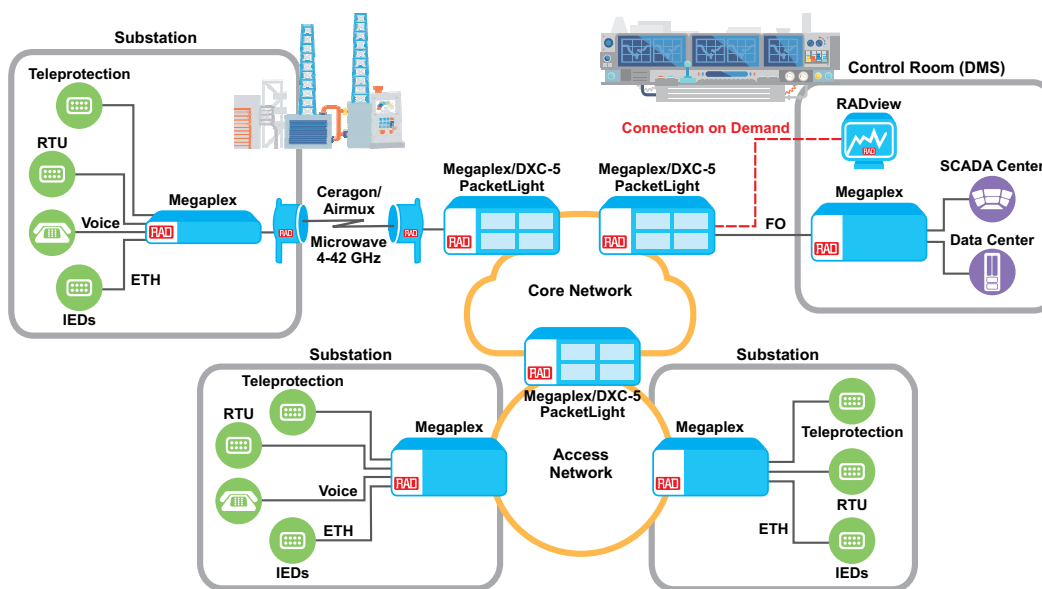 Substation
Teleprotection
RTU
Voice
ETH
IEDs
Megaplex
RAD
RAD
Ceragon/
Airmux
Microwave
4-42 GHz
RAD
Megaplex/DXC-5
PacketLight
RAD
Megaplex/DXC-5
PacketLight
RAD
Connection on Demand
FO
Control Room (DMS)
RADview
RAD
Megaplex
RAD
SCADA Center
Data Center
Core Network
RAD
Megaplex/DXC-5
PacketLight
Access
Network
Substation
Teleprotection
RTU
Voice
ETH
IEDs
Megaplex
RAD
Substation
Megaplex
RAD
Teleprotection
RTU
ETH
IEDs